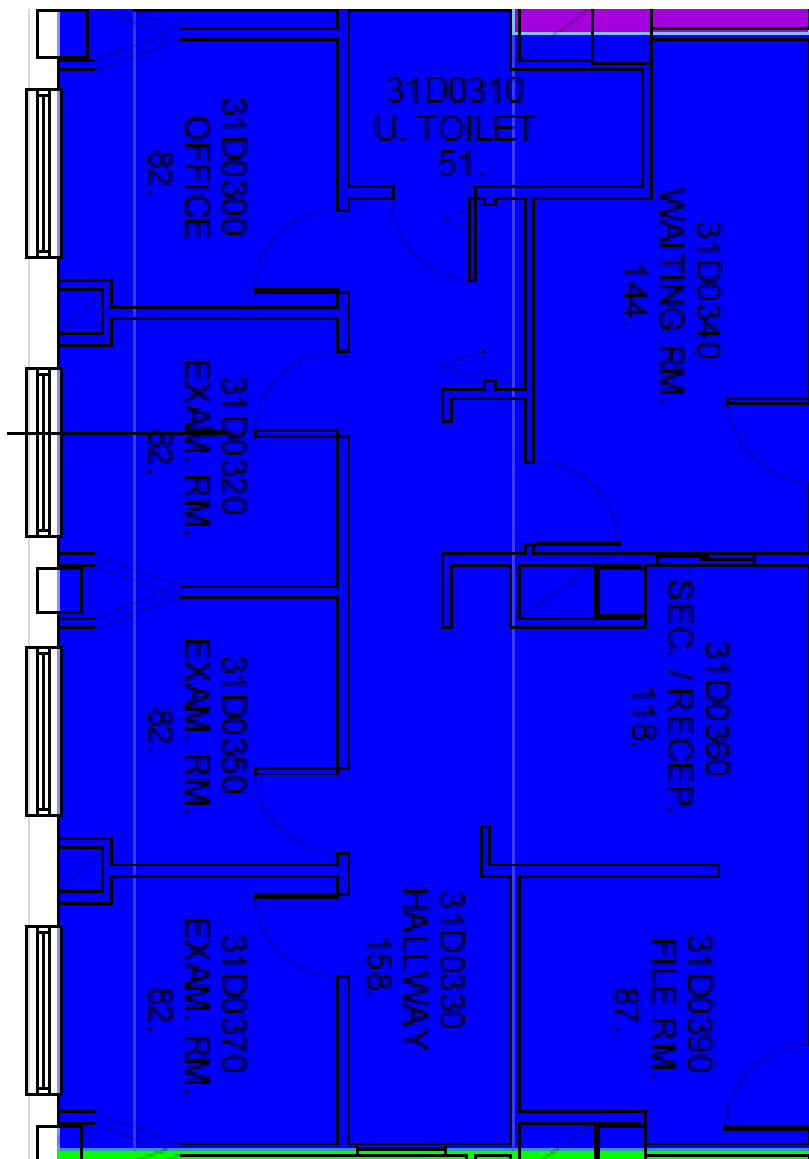 31D0310
U. TOILET
51.
31D0300
OFFICE
82.
31D0340
WAITING RM.
144.
31D0320
EXAM. RM.
82.
31D0350
EXAM. RM.
82.
31D0360
SEC. / RECEP.
118.
31D0370
EXAM. RM.
82.
31D0330
HALLWAY
158.
31D0390
FILE RM.
87.